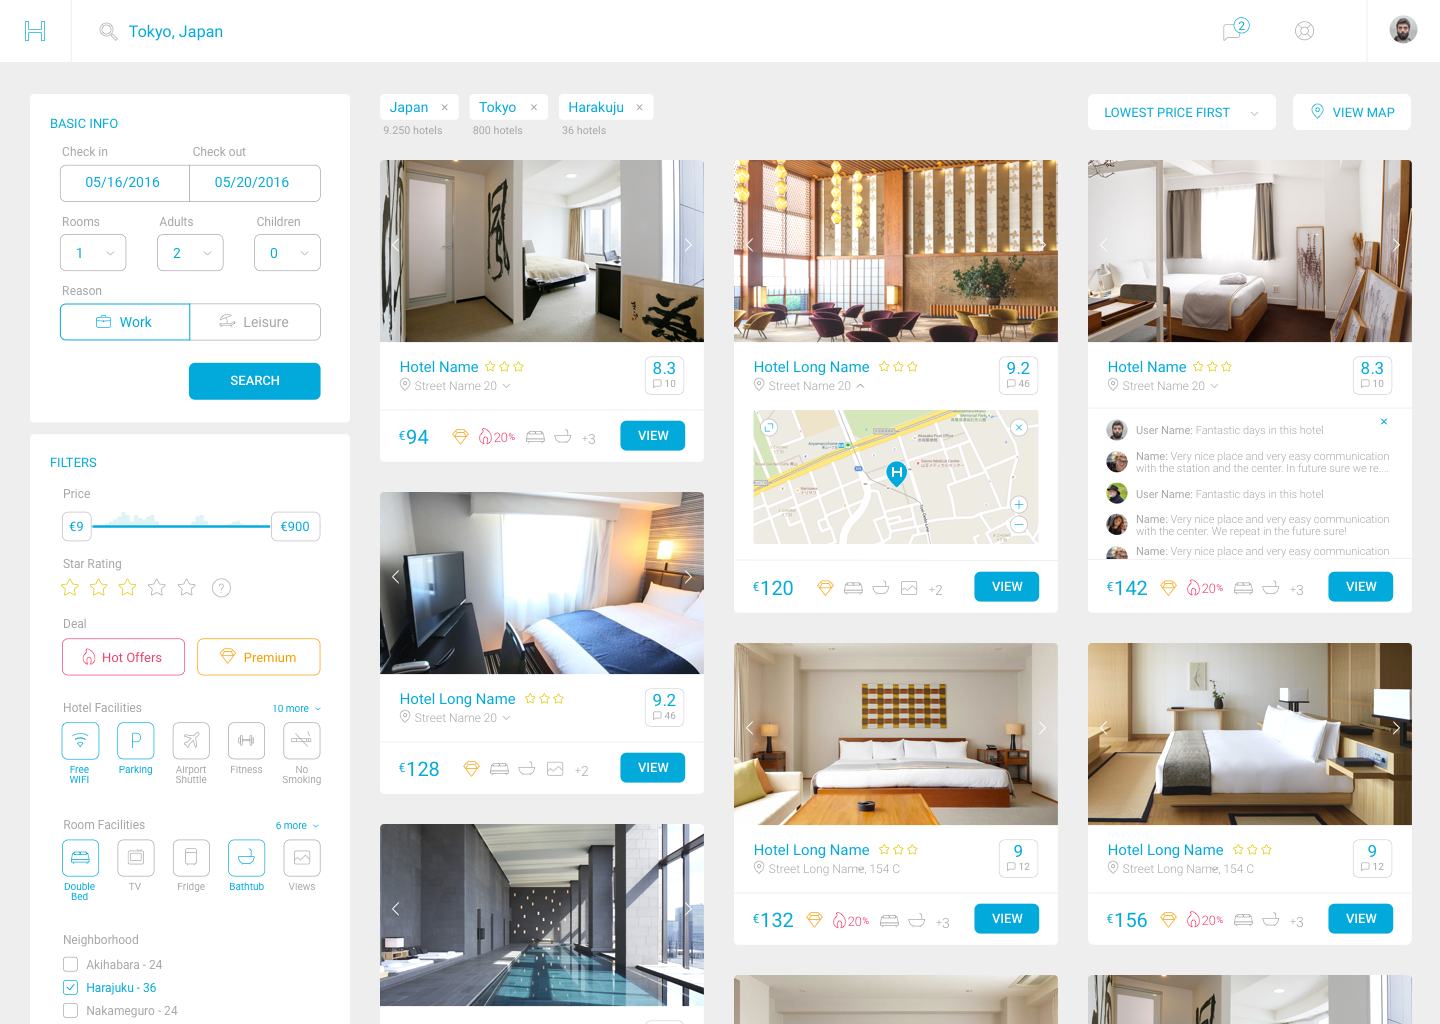 H
Tokyo, Japan
2
BASIC INFO
Check in
Check out
05/16/2016
05/20/2016
Rooms
Adults
Children
1
2
0
Reason
Work
Leisure
SEARCH
FILTERS
Price
€9
€900
Star Rating
?
Deal
Hot Offers
Premium
Hotel Facilities
10 more
P
Free
WIFI
Parking
Airport
Shuttle
Fitness
No
Smoking
Room Facilities
6 more
Double
Bed
TV
Fridge
Bathtub
Views
Neighborhood
Akihabara - 24
Harajuku - 36
Nakameguro - 24
Japan ×
Tokyo ×
Harakuju ×
9.250 hotels
800 hotels
36 hotels
LOWEST PRICE FIRST
VIEW MAP
Hotel Name
8.3
Street Name 20
10
€94
20%
+3
VIEW
Hotel Long Name
9.2
Street Name 20
46
€128
+2
VIEW
Hotel Long Name
9.2
Street Name 20
46
H
€120
+2
VIEW
Hotel Long Name
9
Street Long Name, 154 C
12
€132
20%
+3
VIEW
Hotel Name
8.3
Street Name 20
10
User Name: Fantastic days in this hotel
Name: Very nice place and very easy communication
with the station and the center. In future sure we re....
User Name: Fantastic days in this hotel
Name: Very nice place and very easy communication
with the center. We repeat in the future sure!
Name: Very nice place and very easy communication
€142
20%
+3
VIEW
Hotel Long Name
9
Street Long Name, 154 C
12
€156
20%
+3
VIEW